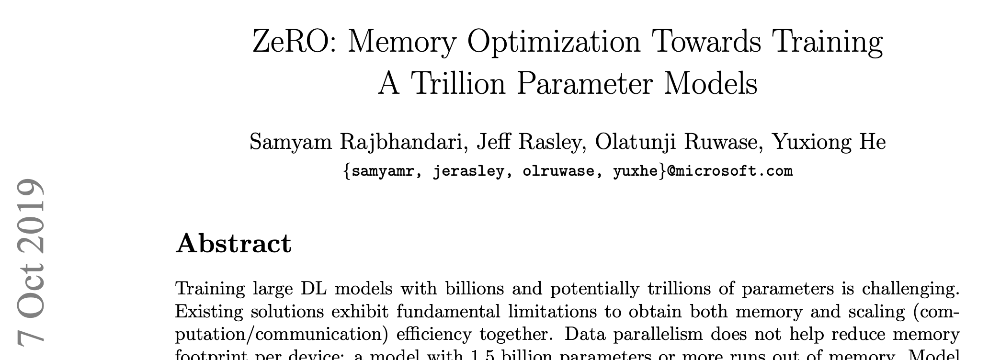 ZeRO: Memory Optimization Towards Training
A Trillion Parameter Models
Samyam Rajbhandari, Jeff Rasley, Olatunji Ruwase, Yuxiong He
{samyamr, jerasley, olruwase, yuxhe}@microsoft.com
7 Oct 2019
Abstract
Training large DL models with billions and potentially trillions of parameters is challenging.
Existing solutions exhibit fundamental limitations to obtain both memory and scaling (com-
putation/communication) efficiency together. Data parallelism does not help reduce memory
footprint per device: a model with 1.5 billion parameters or more runs out of memory. Model